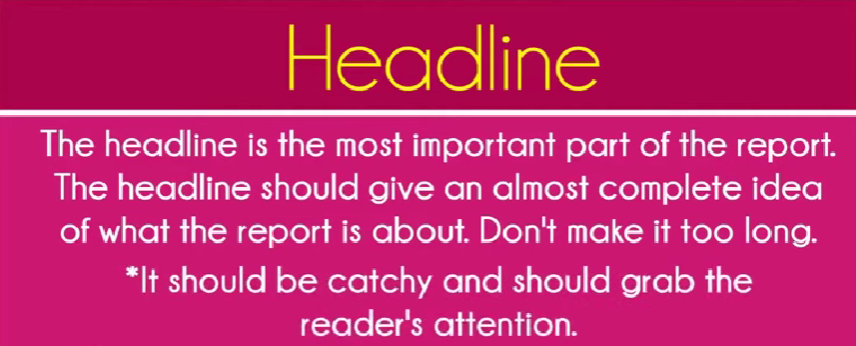 Headline
The headline is the most important part of the report.
The headline should give an almost complete idea
of what the report is about. Don't make it too long.
*It should be catchy and should grab the
reader's attention.